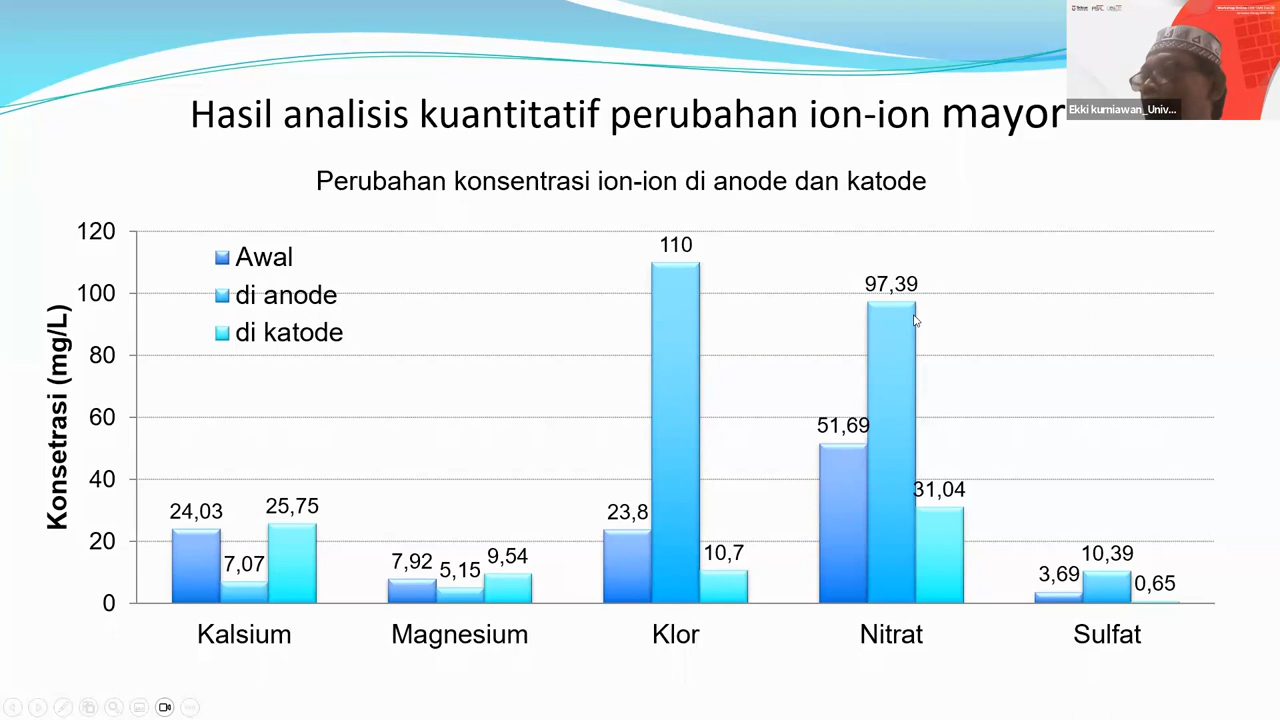 Hasil analisis kuantitatif perubahan ion-ion mayor
Ekki kurniawan_Univ...
Perubahan konsentrasi ion-ion di anode dan katode
Konsetrasi (mg/L)
120
100
80
60
40
20
0
Awal
di anode
di katode
24,03
7,07
25,75
7,92
5,15
9,54
23,8
110
10,7
51,69
97,39
31,04
3,69
10,39
0,65
Kalsium
Magnesium
Klor
Nitrat
Sulfat